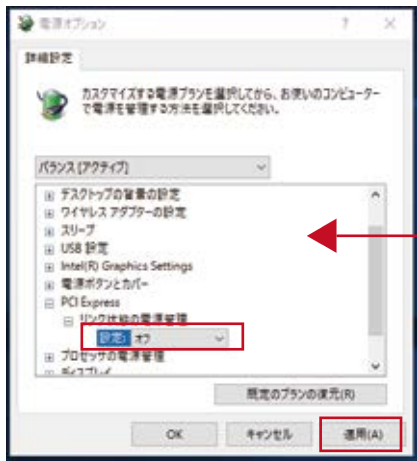 電源オプション
詳細設定
カスタマイズする電源プランを選択してから、お使いのコンピューター
で電源を管理する方法を選択してください。
バランス [アクティブ]
デスクトップの背景の設定
ワイヤレス アダプターの設定
スリープ
USB 設定
Intel(R) Graphics Settings
電源ボタンとカバー
PCI Express
リンク状態の電源管理
設定: オフ
プロセッサの電源管理
ディスプレイ
既定のプランの復元(R)
OK
キャンセル
適用(A)